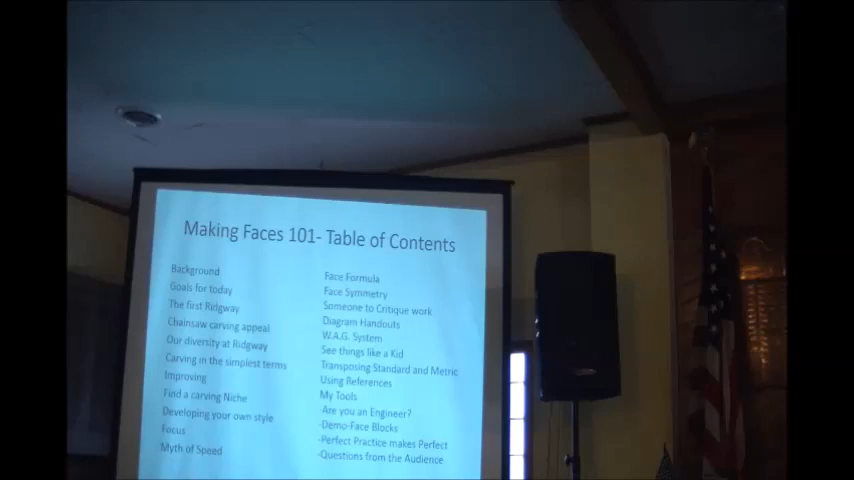 Making Faces 101- Table of Contents
Background
Goals for today
The first Ridgway
Chainsaw carving appeal
Our diversity at Ridgway
Carving in the simplest terms
Improving
Find a carving Niche
Developing your own style
Focus
Myth of Speed
Face Formula
Face Symmetry
Someone to Critique work
Diagram Handouts
W.A.G. System
See things like a Kid
Transposing Standard and Metric
Using References
My Tools
-Are you an Engineer?
-Demo-Face Blocks
-Perfect Practice makes Perfect
-Questions from the Audience